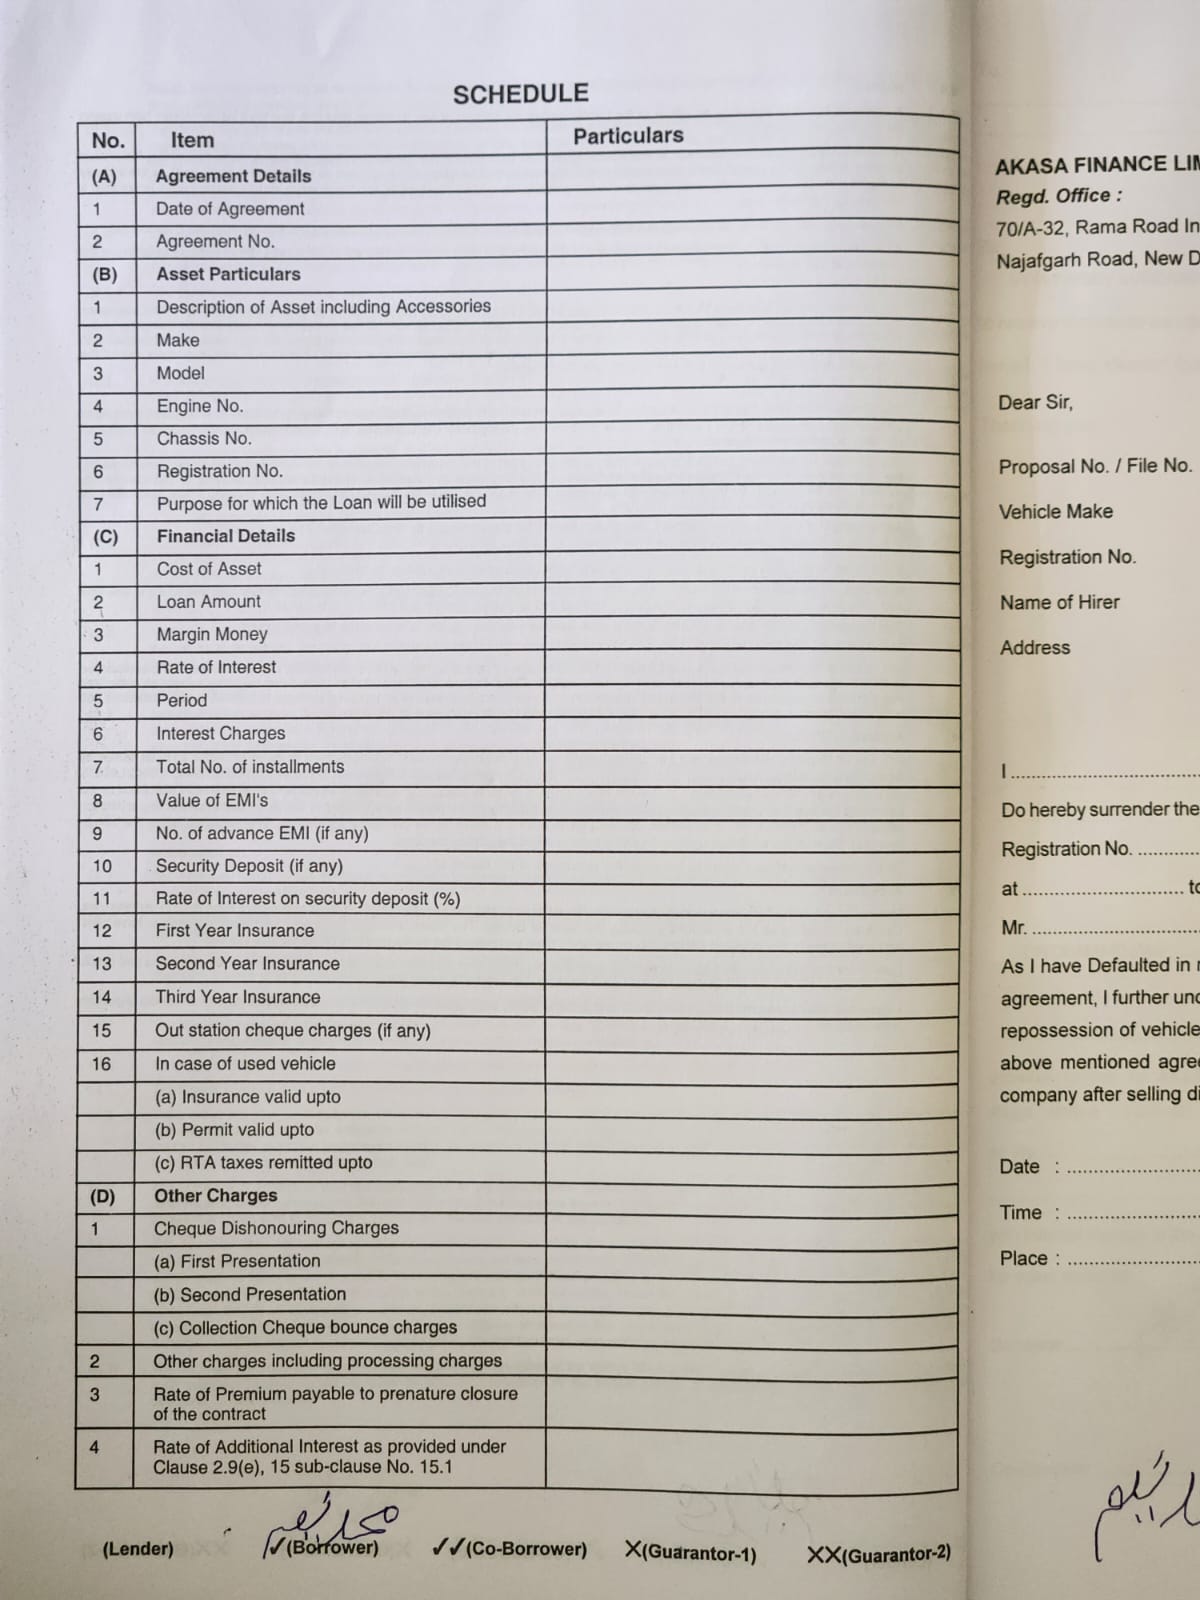 SCHEDULE
No. Item Particulars
(A) Agreement Details
1 Date of Agreement
2 Agreement No.
(B) Asset Particulars
1 Description of Asset including Accessories
2 Make
3 Model
4 Engine No.
5 Chassis No.
6 Registration No.
7 Purpose for which the Loan will be utilised
(C) Financial Details
1 Cost of Asset
2 Loan Amount
3 Margin Money
4 Rate of Interest
5 Period
6 Interest Charges
7 Total No. of installments
8 Value of EMI's
9 No. of advance EMI (if any)
10 Security Deposit (if any)
11 Rate of Interest on security deposit (%)
12 First Year Insurance
13 Second Year Insurance
14 Third Year Insurance
15 Out station cheque charges (if any)
16 In case of used vehicle
(a) Insurance valid upto
(b) Permit valid upto
(c) RTA taxes remitted upto
(D) Other Charges
1 Cheque Dishonouring Charges
(a) First Presentation
(b) Second Presentation
(c) Collection Cheque bounce charges
2 Other charges including processing charges
3 Rate of Premium payable to prenature closure
of the contract
4 Rate of Additional Interest as provided under
Clause 2.9(e), 15 sub-clause No. 15.1
(Lender) ✓(Borrower) ✓✓(Co-Borrower) X(Guarantor-1) XX(Guarantor-2)
AKASA FINANCE
Regd. Office :
70/A-32, Rama Road
Najafgarh Road, New
Dear Sir,
Proposal No. / File No.
Vehicle Make
Registration No.
Name of Hirer
Address
I ..............................
Do hereby surrender the
Registration No. ..........
at ............................
Mr. ............................
As I have Defaulted in
agreement, I further
repossession of vehicle
above mentioned
company after selling
Date : ......................
Time : ......................
Place : ......................